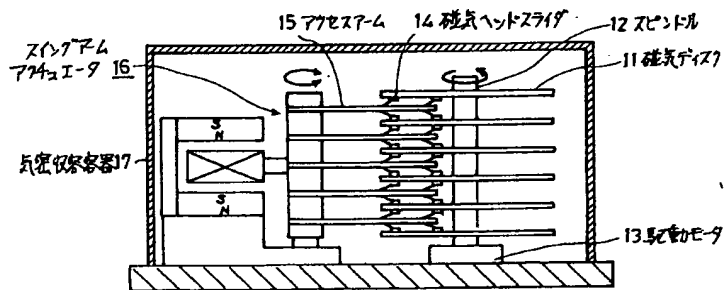 15 アクセスアーム
14 磁気ヘッドスライダ
12 スピンドル
スイングアーム
アクチュエータ 16
11 磁気ディスク
S
N
気密収容容器17
S
N
13 駆動モータ